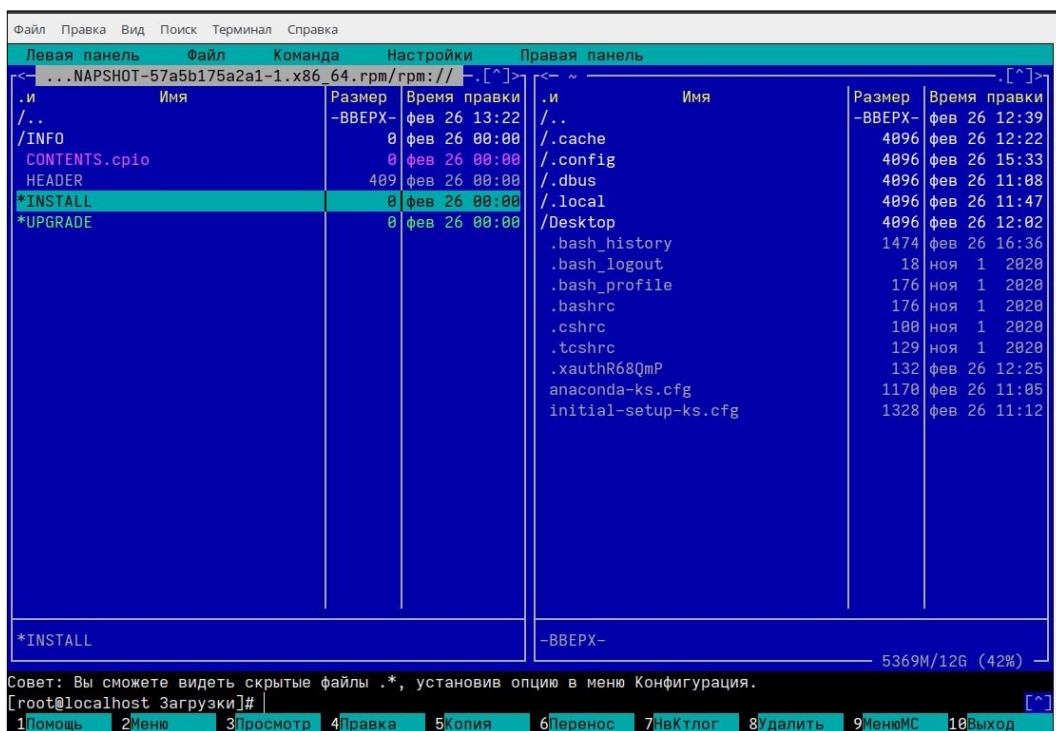 Файл Правка Вид Поиск Терминал Справка
Левая панель Файл Команда Настройки Правая панель
<— ...NAPSHOT-57a5b175a2a1-1.x86_64.rpm/rpm:// —.[^]> <— ~ —.[^]>
.и Имя Размер Время правки .и Имя Размер Время правки
/.. -ВВЕРХ- фев 26 13:22 /.. -ВВЕРХ- фев 26 12:39
/INFO 0 фев 26 00:00 /.cache 4096 фев 26 12:22
CONTENTS.cpio 0 фев 26 00:00 /.config 4096 фев 26 15:33
HEADER 409 фев 26 00:00 /.dbus 4096 фев 26 11:08
*INSTALL 0 фев 26 00:00 /.local 4096 фев 26 11:47
*UPGRADE 0 фев 26 00:00 /Desktop 4096 фев 26 12:02
.bash_history 1474 фев 26 16:36
.bash_logout 18 ноя 1 2020
.bash_profile 176 ноя 1 2020
.bashrc 176 ноя 1 2020
.cshrc 100 ноя 1 2020
.tcshrc 129 ноя 1 2020
.xauthR68QmP 132 фев 26 12:25
anaconda-ks.cfg 1170 фев 26 11:05
initial-setup-ks.cfg 1328 фев 26 11:12
*INSTALL -ВВЕРХ-
5369M/12G (42%)
Совет: Вы сможете видеть скрытые файлы .*, установив опцию в меню Конфигурация.
[root@localhost Загрузки]# [^]
1Помощь 2Меню 3Просмотр 4Правка 5Копия 6Перенос 7НвКтлог 8Удалить 9МенюМС 10Выход